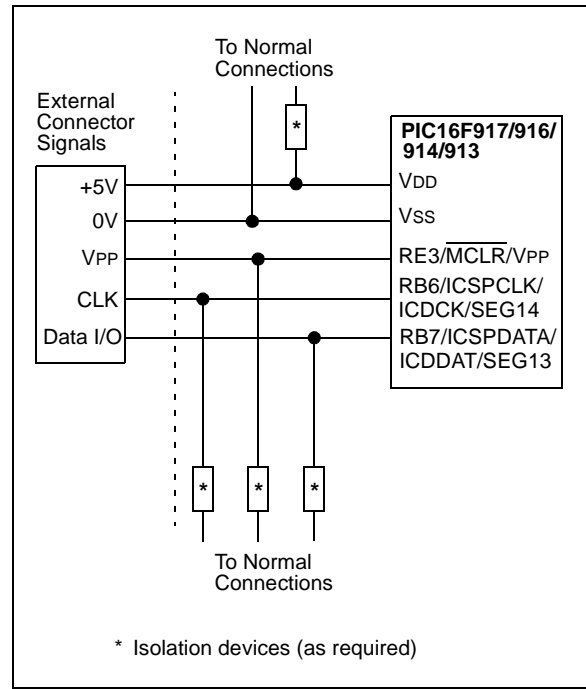 To Normal
Connections
External
Connector
Signals
*
PIC16F917/916/
914/913
+5V
VDD
0V
VSS
VPP
RE3/MCLR/VPP
CLK
RB6/ICSPCLK/
ICDCK/SEG14
Data I/O
RB7/ICSPDATA/
ICDDAT/SEG13
* * *
To Normal
Connections
* Isolation devices (as required)